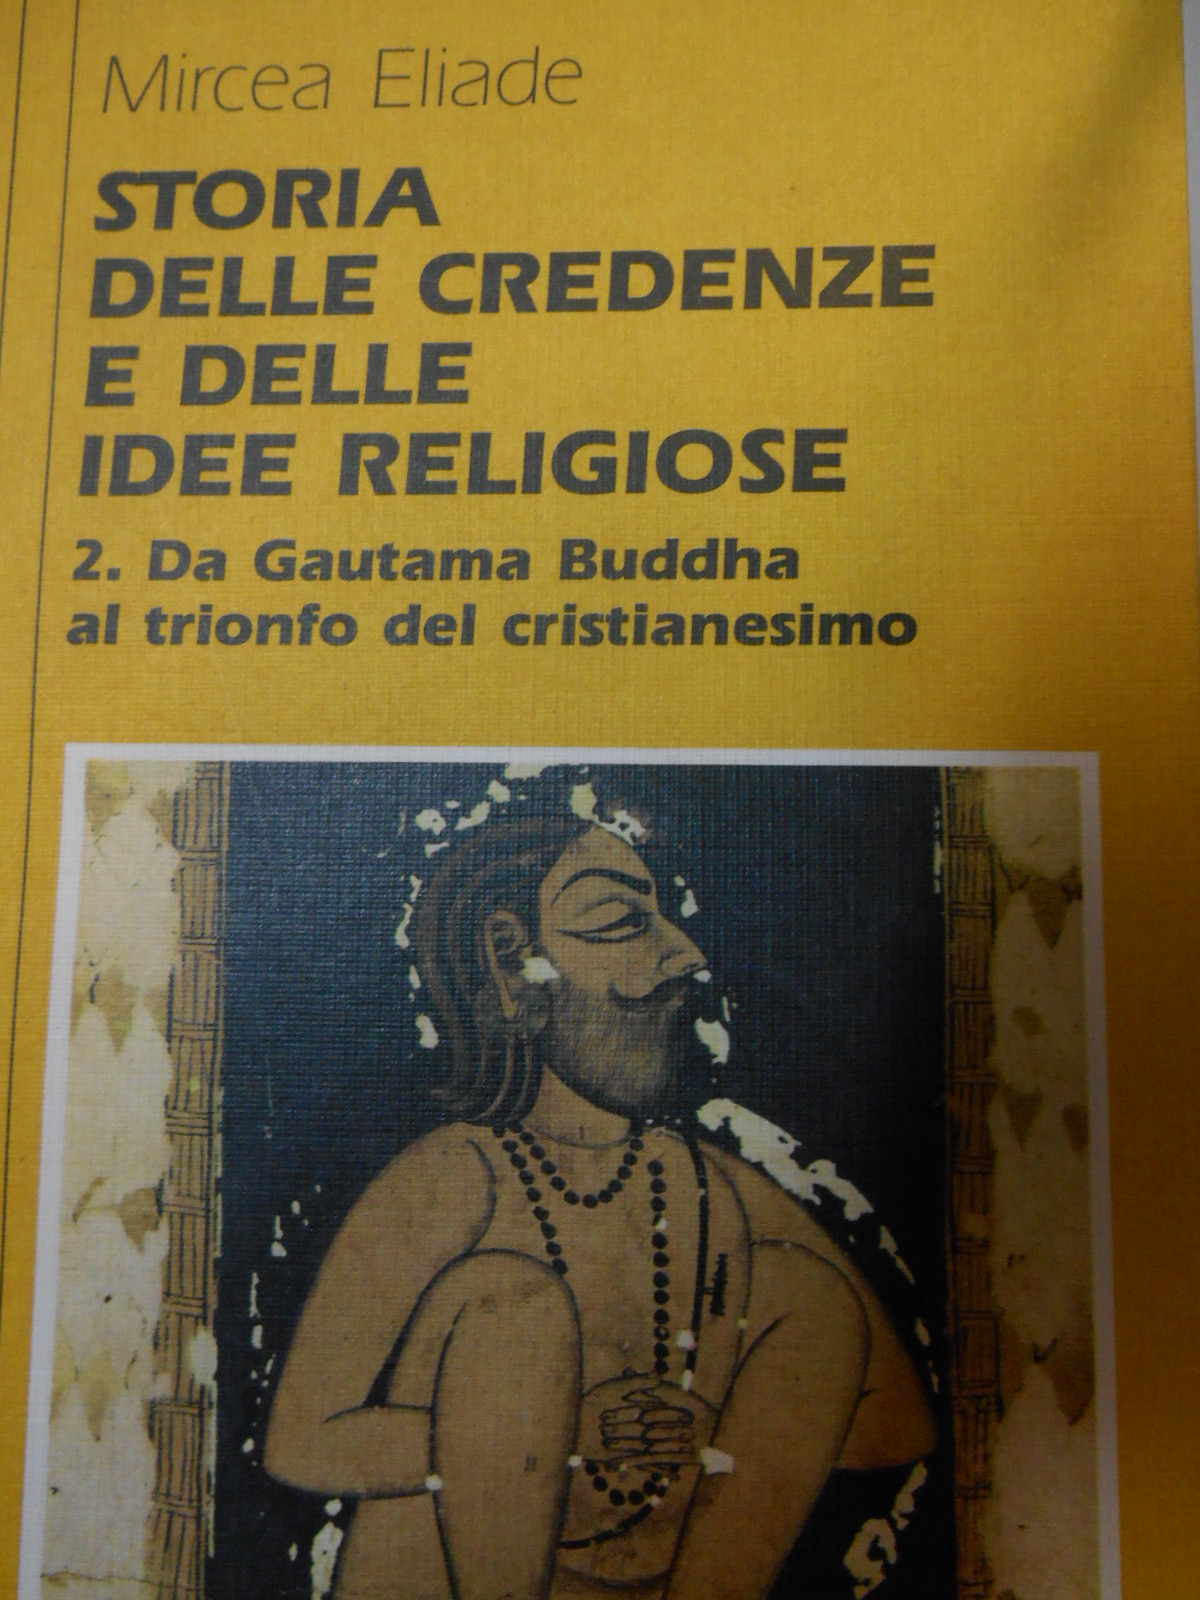 Mircea Eliade
STORIA
DELLE CREDENZE
E DELLE
IDEE RELIGIOSE
2. Da Gautama Buddha
al trionfo del cristianesimo